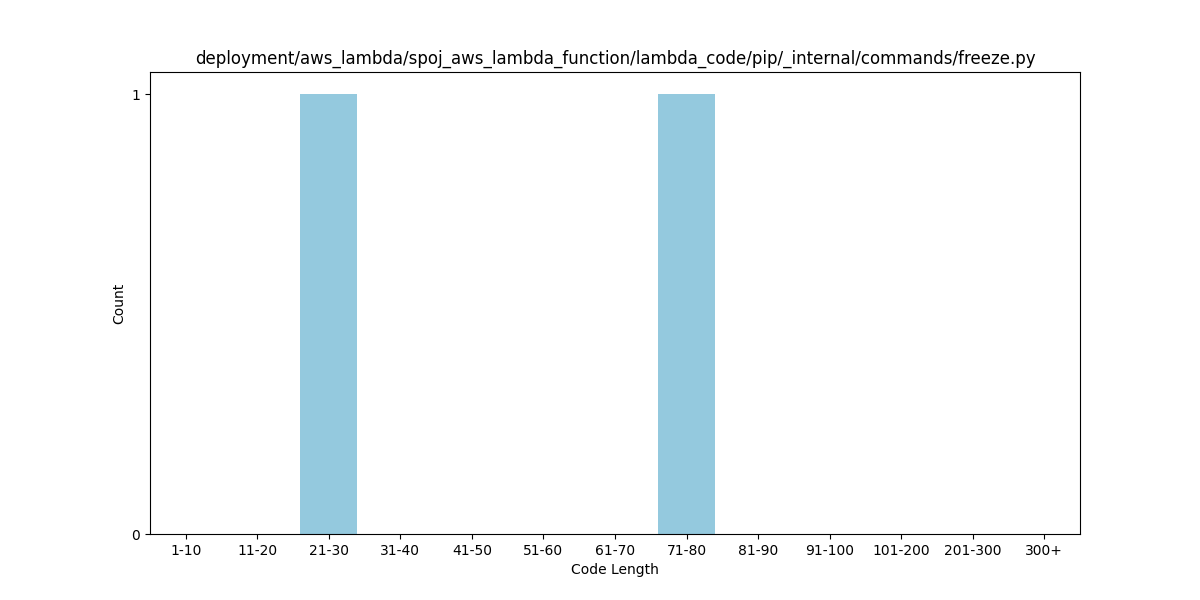 deployment/aws_lambda/spoj_aws_lambda_function/lambda_code/pip/_internal/commands/freeze.py
1
Count
0
1-10 11-20 21-30 31-40 41-50 51-60 61-70 71-80 81-90 91-100 101-200 201-300 300+
Code Length